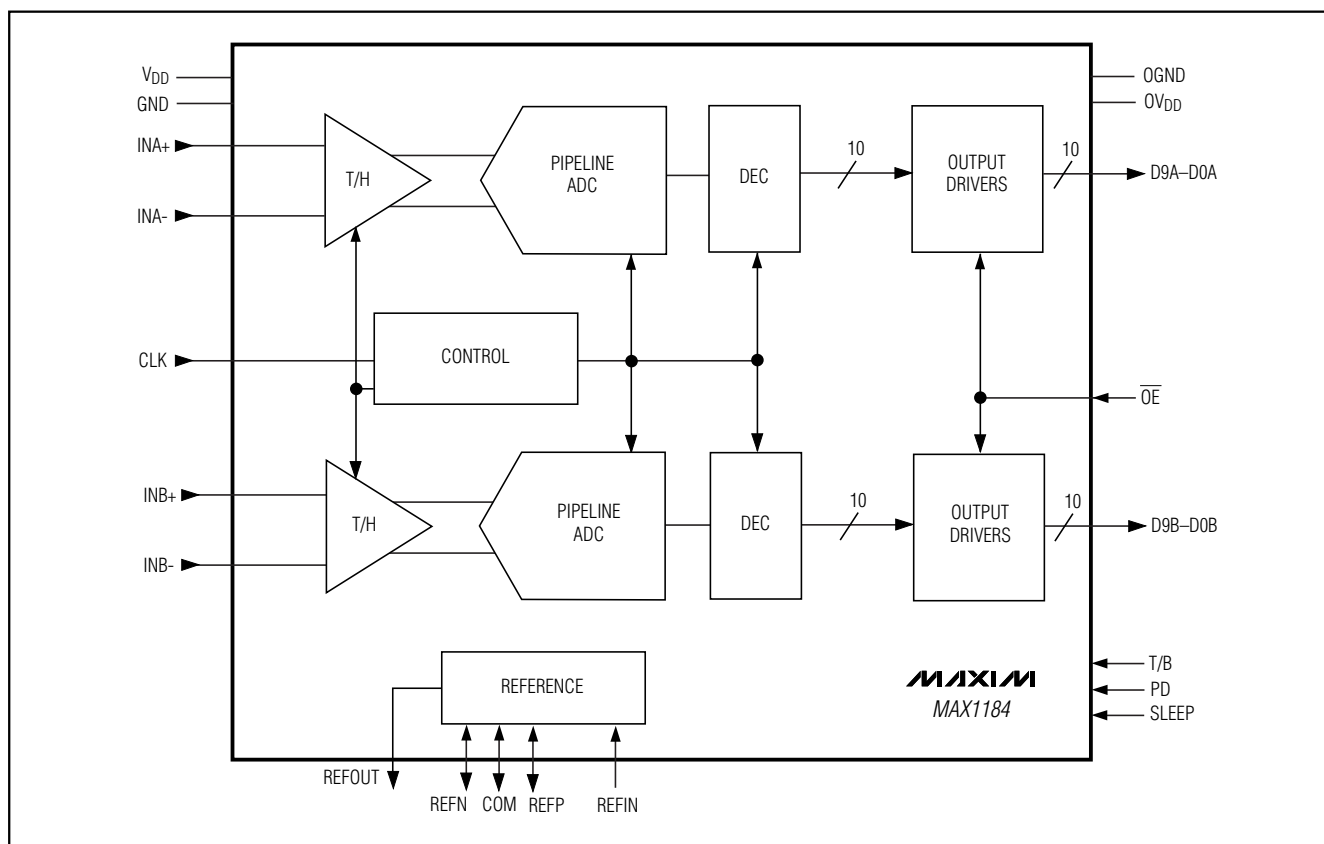 VDD
GND
INA+
INA-
CLK
INB+
INB-
T/H
PIPELINE
ADC
DEC
10
OUTPUT
DRIVERS
10
OGND
OVDD
D9A–D0A
CONTROL
OE
T/H
PIPELINE
ADC
DEC
10
OUTPUT
DRIVERS
10
D9B–D0B
REFERENCE
MAXIM
MAX1184
T/B
PD
SLEEP
REFOUT
REFN
COM
REFP
REFIN